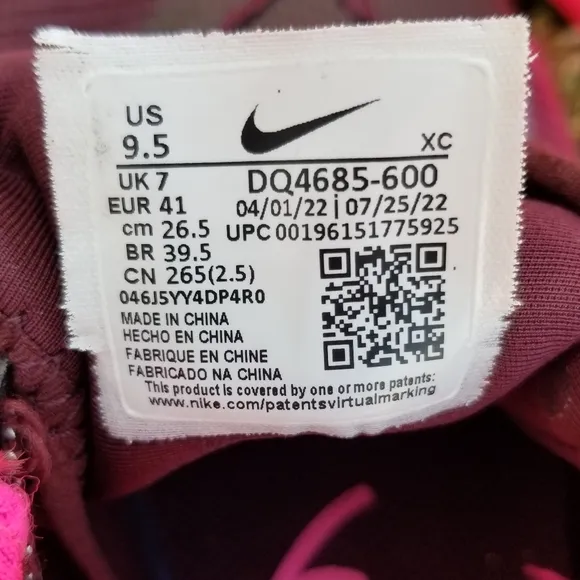 US
9.5
XC
UK 7
DQ4685-600
EUR 41
04/01/22 | 07/25/22
cm 26.5
UPC 00196151775925
BR 39.5
CN 265(2.5)
046J5YY4DP4R0
MADE IN CHINA
HECHO EN CHINA
FABRIQUE EN CHINE
FABRICADO NA CHINA
This product is covered by one or more patents:
www.nike.com/patentsvirtualmarking